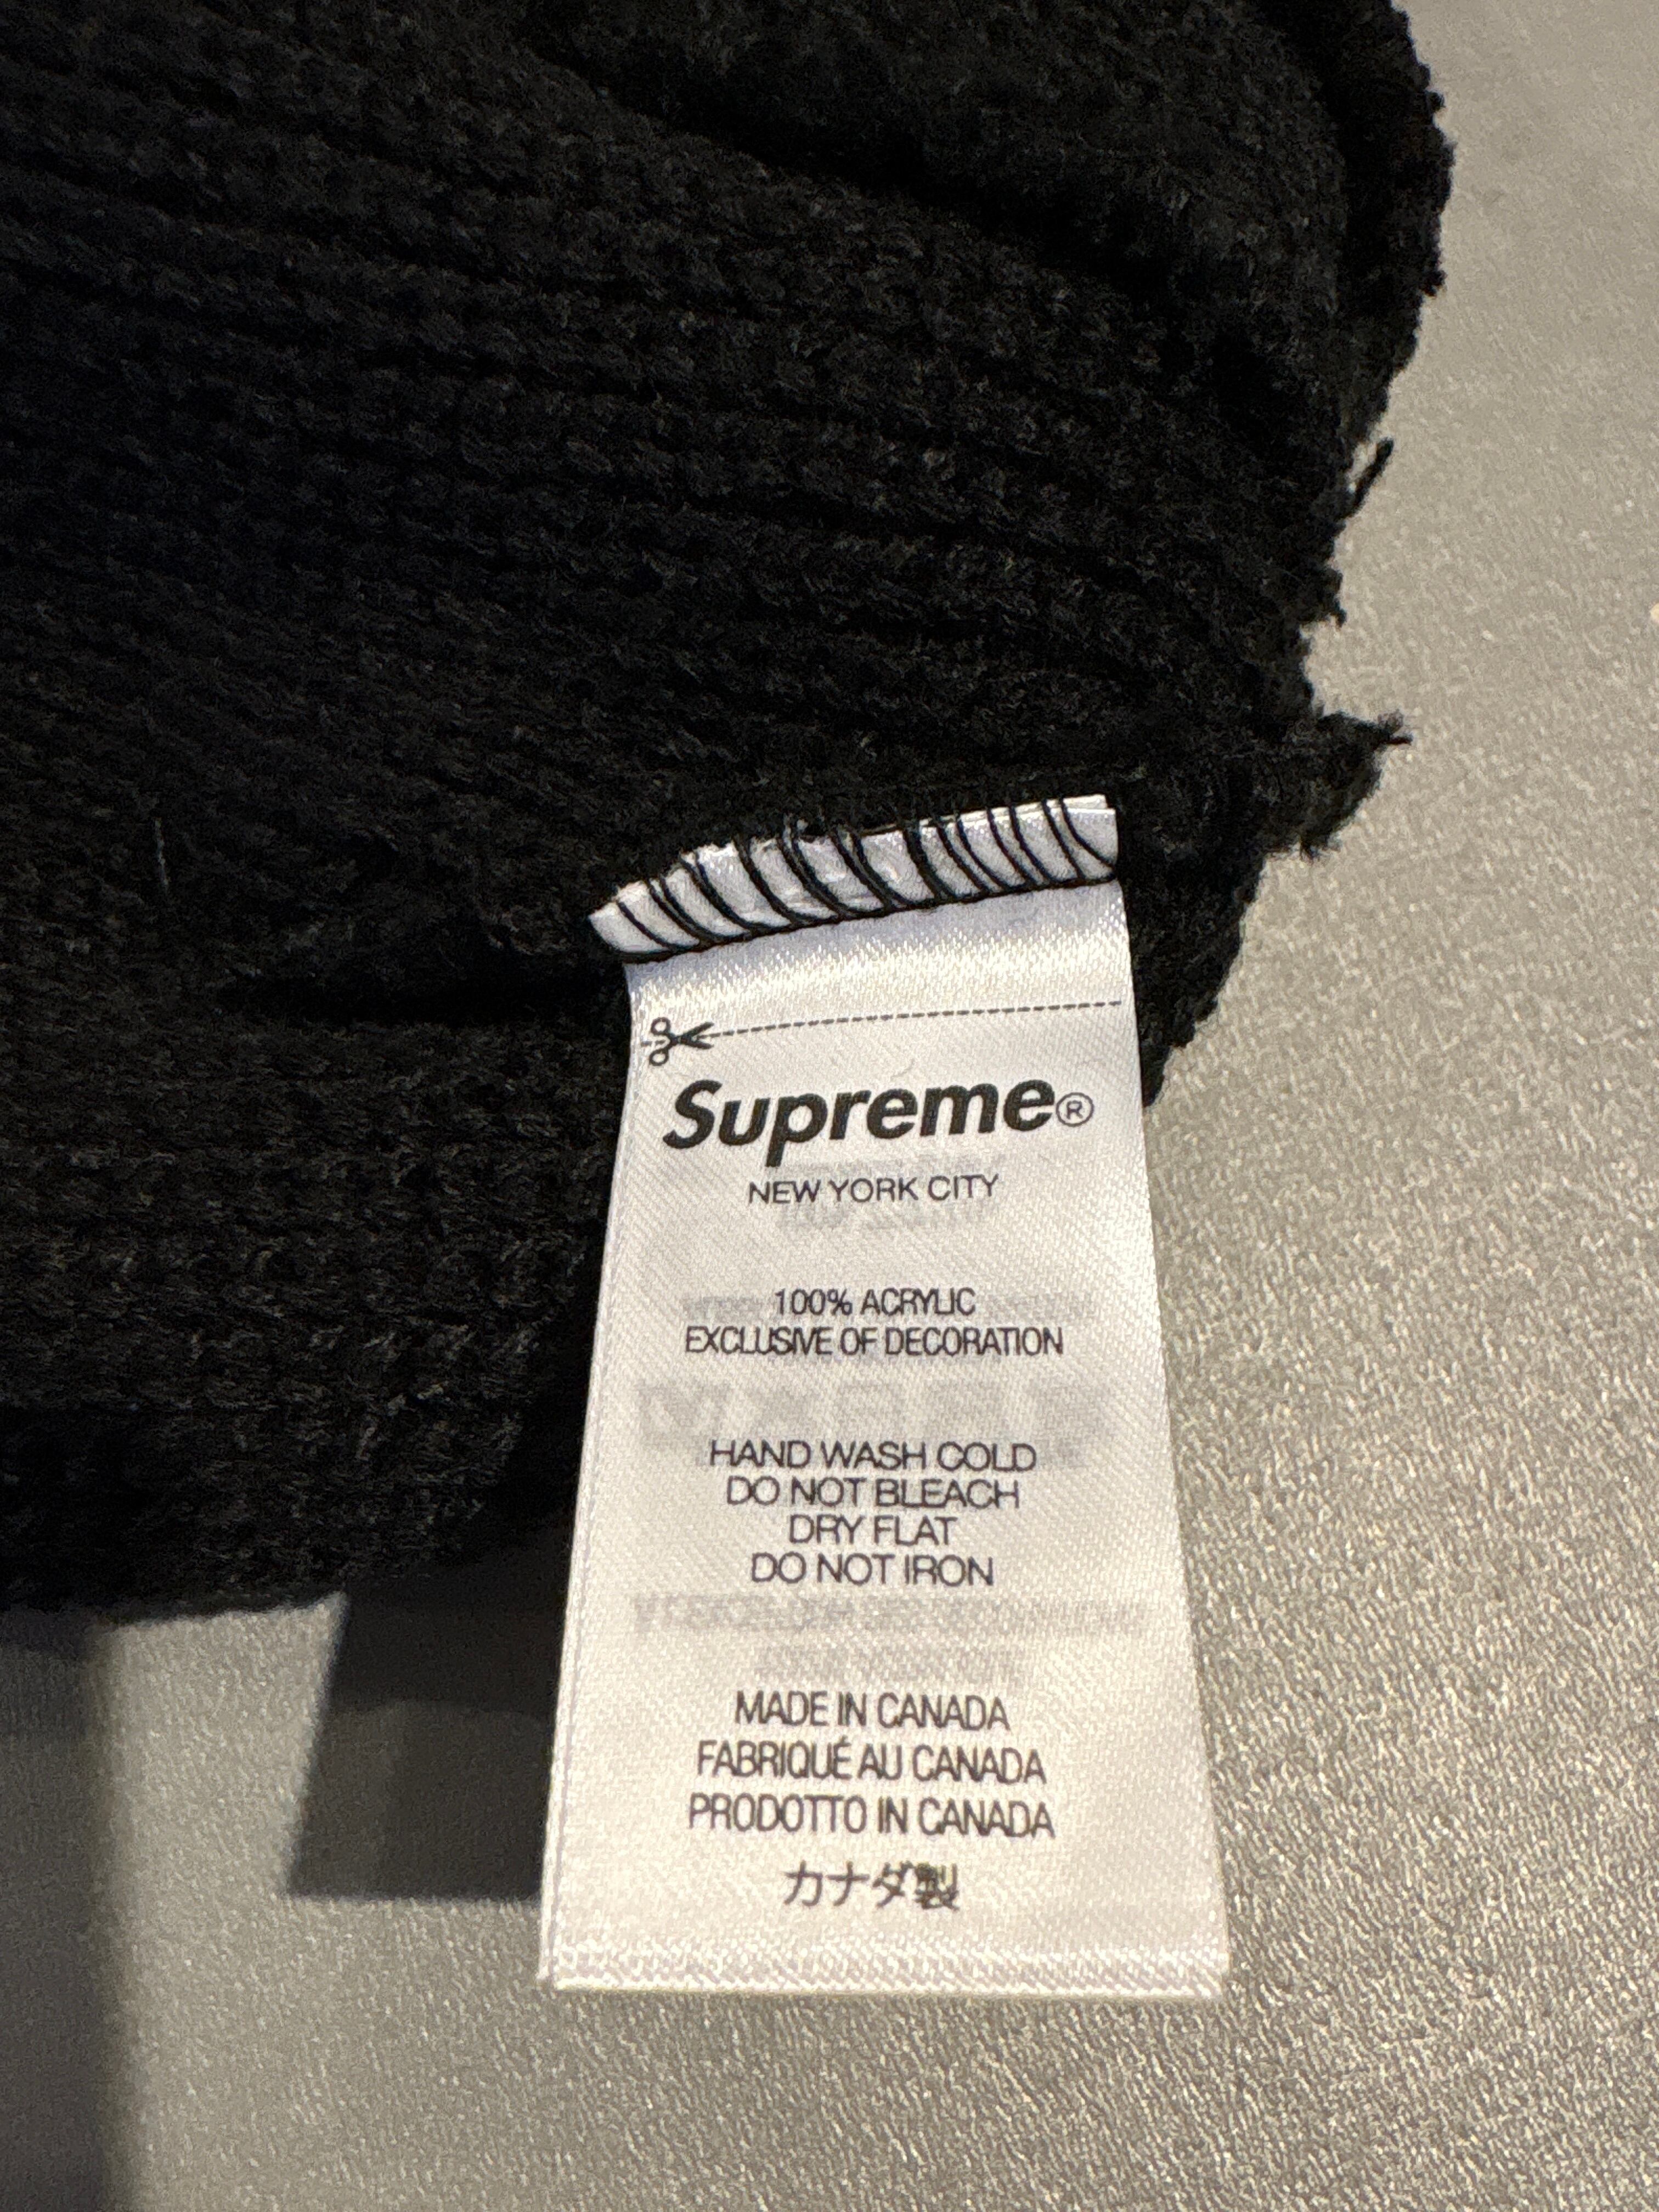 Supreme®
NEW YORK CITY
100% ACRYLIC
EXCLUSIVE OF DECORATION
HAND WASH COLD
DO NOT BLEACH
DRY FLAT
DO NOT IRON
MADE IN CANADA
FABRIQUÉ AU CANADA
PRODOTTO IN CANADA
カナダ製